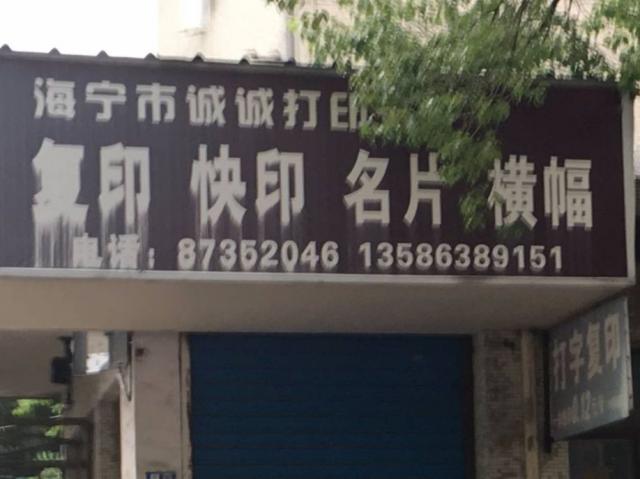 海宁市诚诚打印
复印 快印 名片 横幅
电话：87352046 13586389151
打字复印